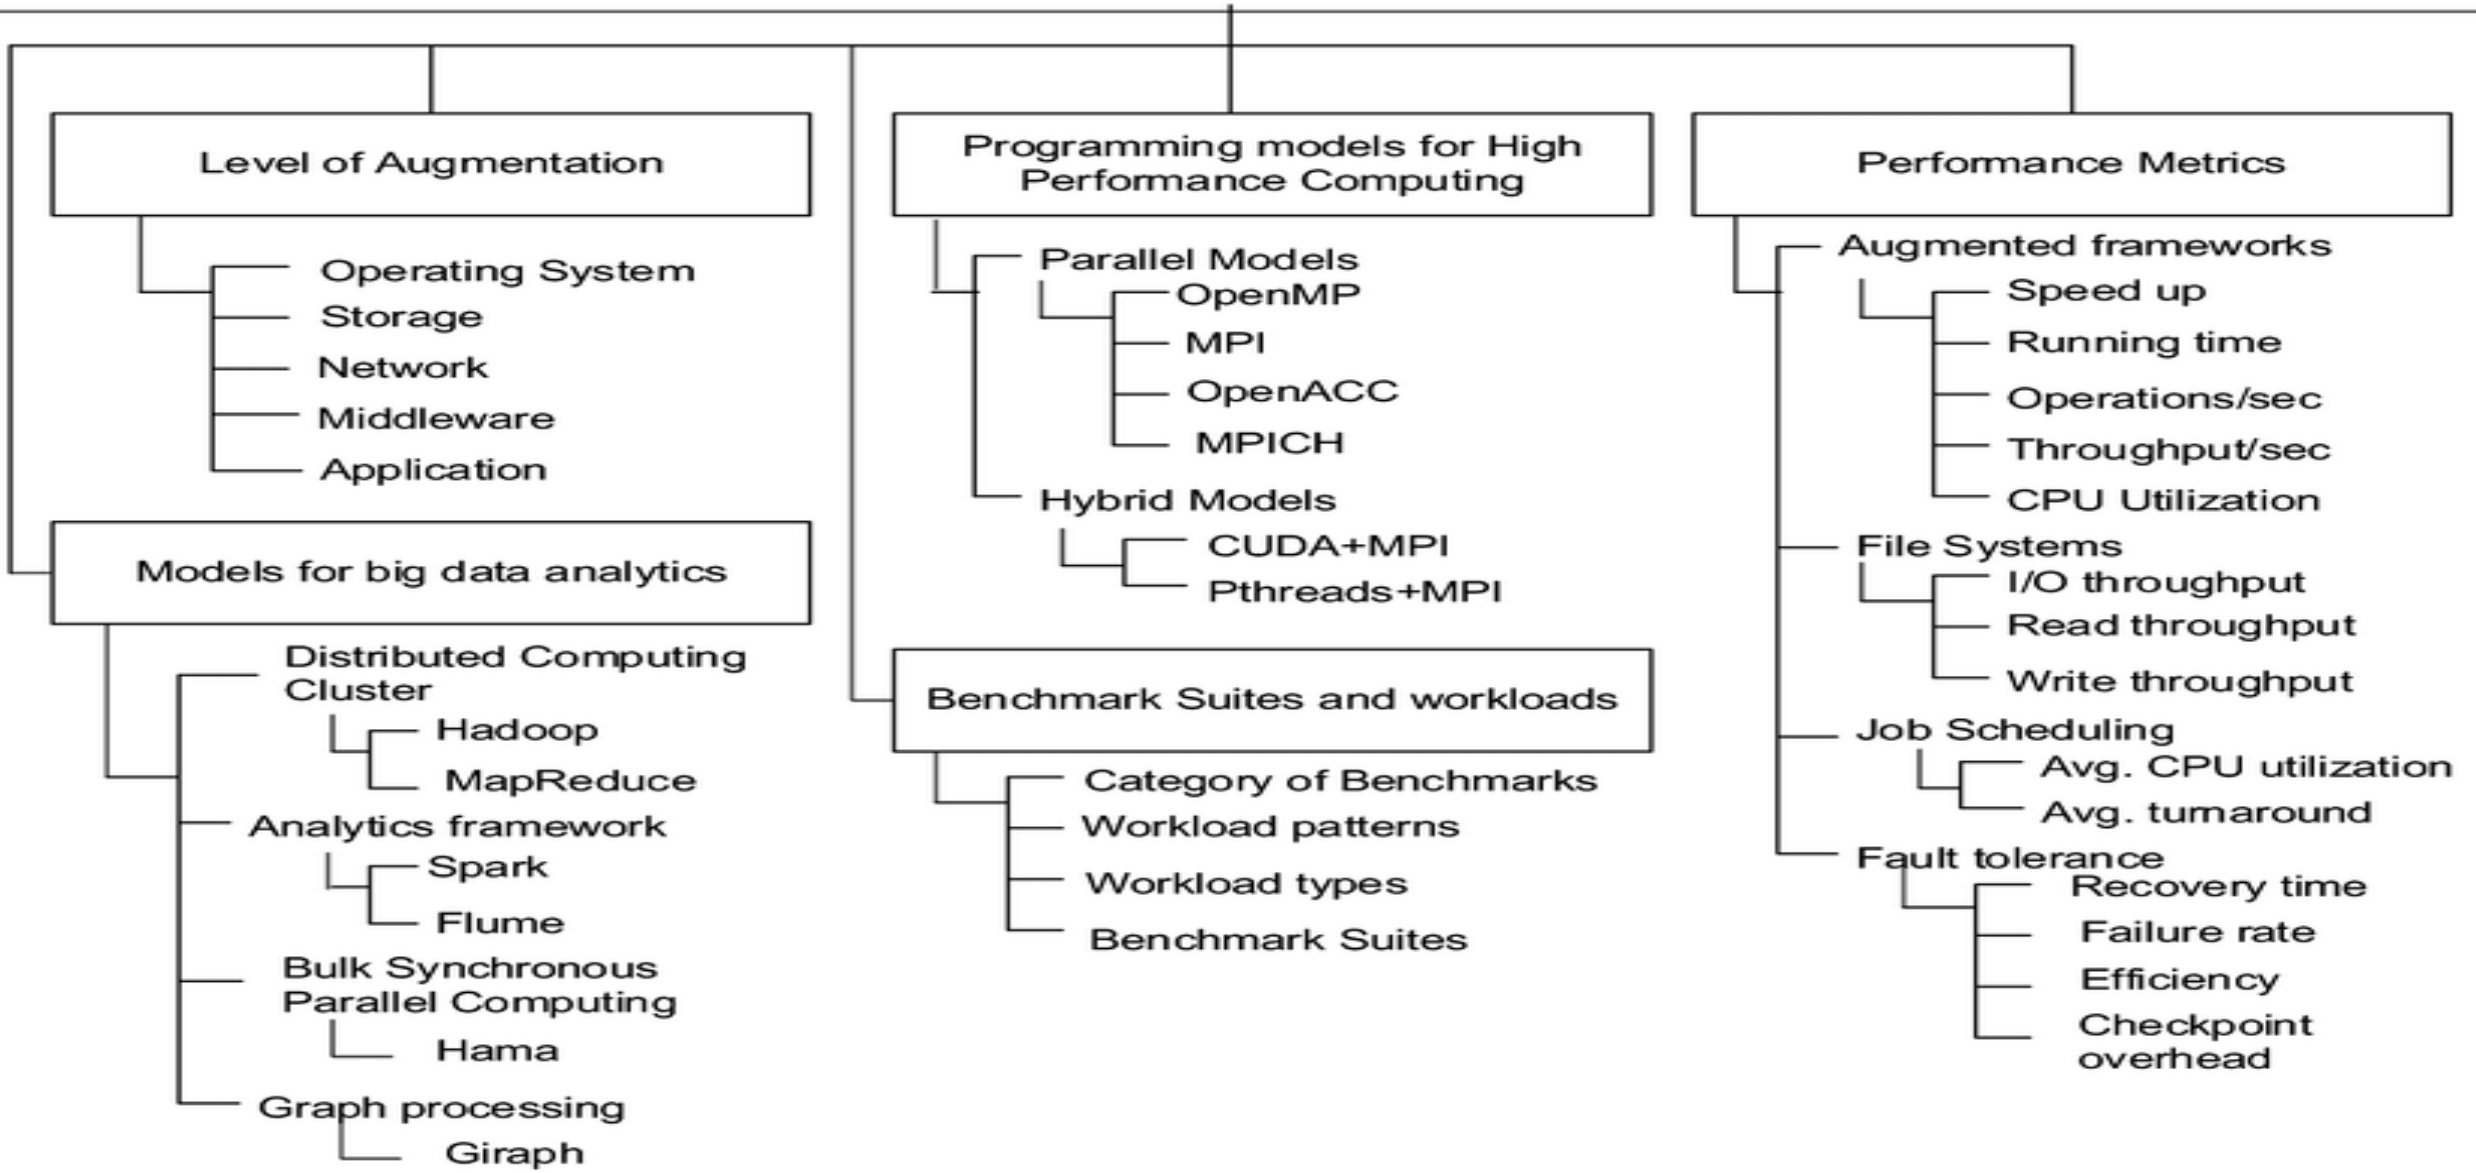 Level of Augmentation
Operating System
Storage
Network
Middleware
Application
Models for big data analytics
Distributed Computing
Cluster
Hadoop
MapReduce
Analytics framework
Spark
Flume
Bulk Synchronous
Parallel Computing
Hama
Graph processing
Giraph
Programming models for High
Performance Computing
Parallel Models
OpenMP
MPI
OpenACC
MPICH
Hybrid Models
CUDA+MPI
Pthreads+MPI
Benchmark Suites and workloads
Category of Benchmarks
Workload patterns
Workload types
Benchmark Suites
Performance Metrics
Augmented frameworks
Speed up
Running time
Operations/sec
Throughput/sec
CPU Utilization
File Systems
I/O throughput
Read throughput
Write throughput
Job Scheduling
Avg. CPU utilization
Avg. turnaround
Fault tolerance
Recovery time
Failure rate
Efficiency
Checkpoint
overhead